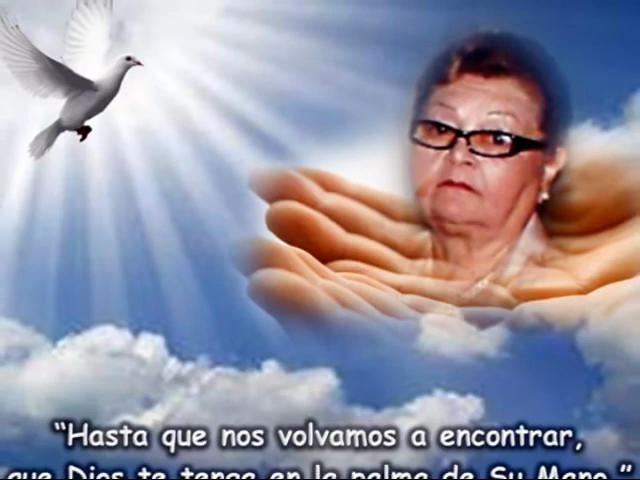 “Hasta que nos volvamos a encontrar,
que Dios te tenga en la palma de Su Mano.”